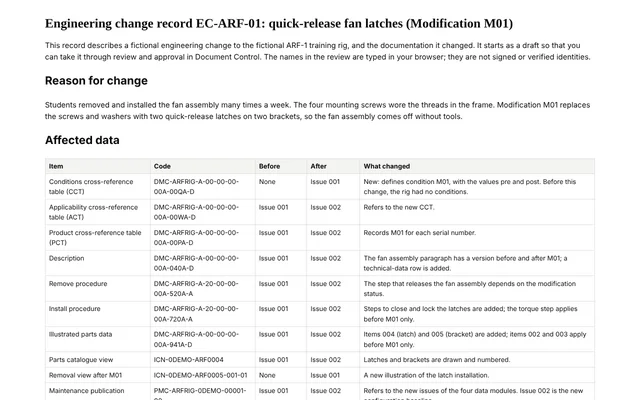 Engineering change record EC-ARF-01: quick-release fan latches (Modification M01)
This record describes a fictional engineering change to the fictional ARF-1 training rig, and the documentation it changed. It starts as a draft so that you
can take it through review and approval in Document Control. The names in the review are typed in your browser; they are not signed or verified identities.
Reason for change
Students removed and installed the fan assembly many times a week. The four mounting screws wore the threads in the frame. Modification M01 replaces
the screws and washers with two quick-release latches on two brackets, so the fan assembly comes off without tools.
Affected data
Item Code Before After What changed
Conditions cross-reference DMC-ARFRIG-A-00-00-00- None Issue 001 New: defines condition M01, with the values pre and post. Before this
table (CCT) 00A-00QA-D change, the rig had no conditions.
Applicability cross-reference DMC-ARFRIG-A-00-00-00- Issue 001 Issue 002 Refers to the new CCT.
table (ACT) 00A-00WA-D
Product cross-reference table DMC-ARFRIG-A-00-00-00- Issue 001 Issue 002 Records M01 for each serial number.
(PCT) 00A-00PA-D
Description DMC-ARFRIG-A-00-00-00- Issue 001 Issue 002 The fan assembly paragraph has a version before and after M01; a
00A-040A-D technical-data row is added.
Remove procedure DMC-ARFRIG-A-20-00-00- Issue 001 Issue 002 The step that releases the fan assembly depends on the modification
00A-520A-A status.
Install procedure DMC-ARFRIG-A-20-00-00- Issue 001 Issue 002 Steps to close and lock the latches are added; the torque step applies
00A-720A-A before M01 only.
Illustrated parts data DMC-ARFRIG-A-00-00-00- Issue 001 Issue 002 Items 004 (latch) and 005 (bracket) are added; items 002 and 003 apply
00A-941A-D before M01 only.
Parts catalogue view ICN-0DEMO-ARF0004 Issue 001 Issue 002 Latches and brackets are drawn and numbered.
Removal view after M01 ICN-0DEMO-ARF0005-001-01 None Issue 001 A new illustration of the latch installation.
Maintenance publication PMC-ARFRIG-0DEMO-00001- Issue 001 Issue 002 Refers to the new issues of the four data modules. Issue 002 is the new